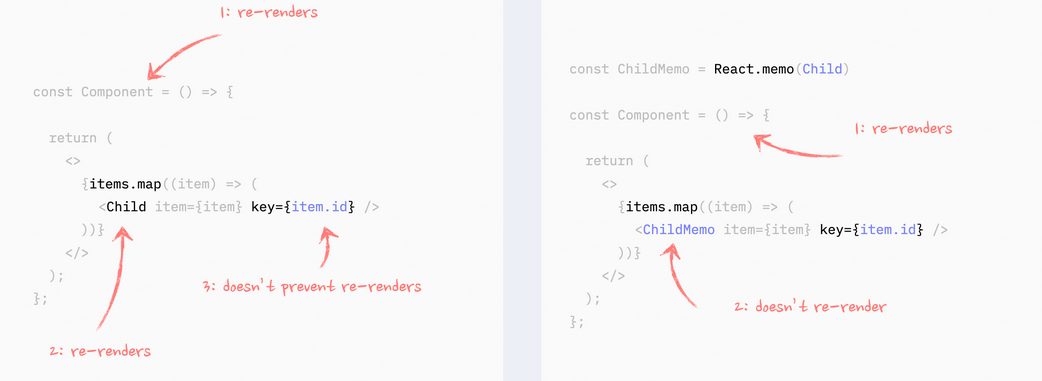 1: re-renders
const Component = () => {
return (
<>
{items.map((item) => (
<Child item={item} key={item.id} />
))}
</>
);
};
3: doesn't prevent re-renders
2: re-renders
const ChildMemo = React.memo(Child)
const Component = () => {
1: re-renders
return (
<>
{items.map((item) => (
<ChildMemo item={item} key={item.id} />
))}
</>
);
};
2: doesn't re-render